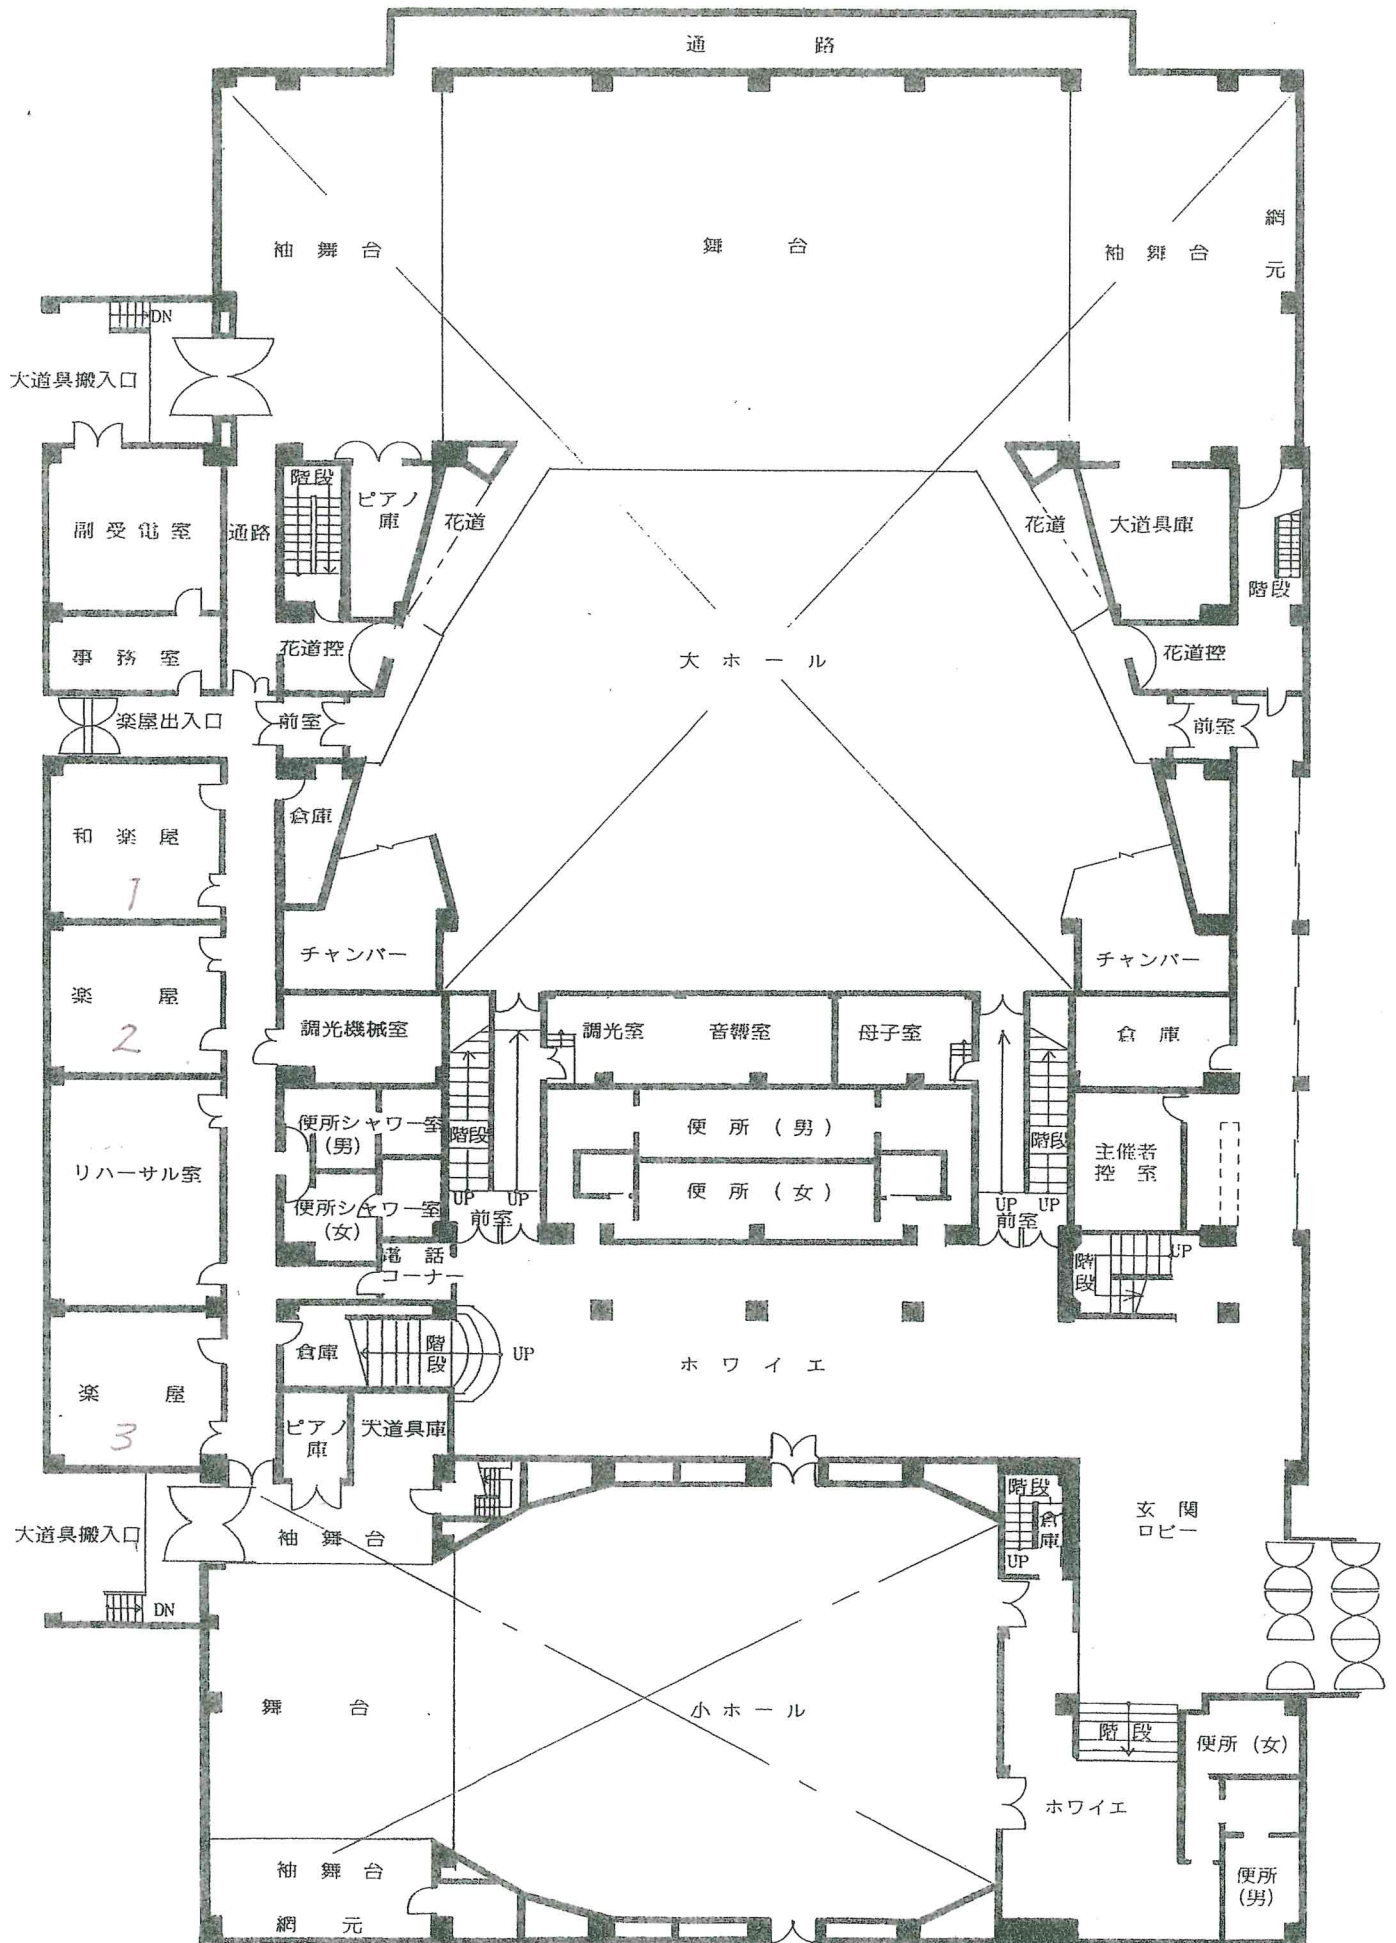 通路
袖舞台
舞台
袖舞台
網元
DN
大道具搬入口
階段
ピアノ庫
花道
花道
大道具庫
副受電室
通路
階段
花道控
花道控
事務室
大ホール
楽屋出入口
前室
前室
倉庫
和楽屋
1
チャンバー
チャンバー
楽屋
2
調光機械室
調光室
音響室
母子室
倉庫
便所シャワー室
(男)
階段
便所(男)
階段
主催者
控室
リハーサル室
便所シャワー室
(女)
UP
UP
前室
便所(女)
UP
UP
前室
電話
コーナー
階段
UP
倉庫
階段
UP
ホワイエ
楽屋
3
ピアノ
庫
大道具庫
階段
倉庫
UP
玄関
ロビー
大道具搬入口
袖舞台
DN
舞台
小ホール
階段
便所(女)
ホワイエ
袖舞台
網元
便所
(男)